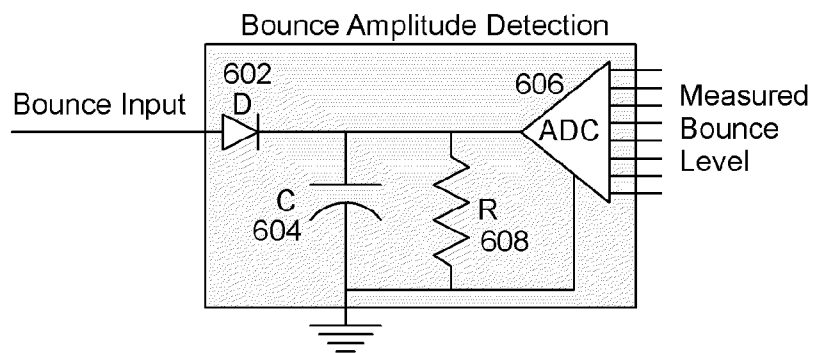 Bounce Amplitude Detection
602
D
Bounce Input
606
ADC
Measured
Bounce
Level
C
604
R
608